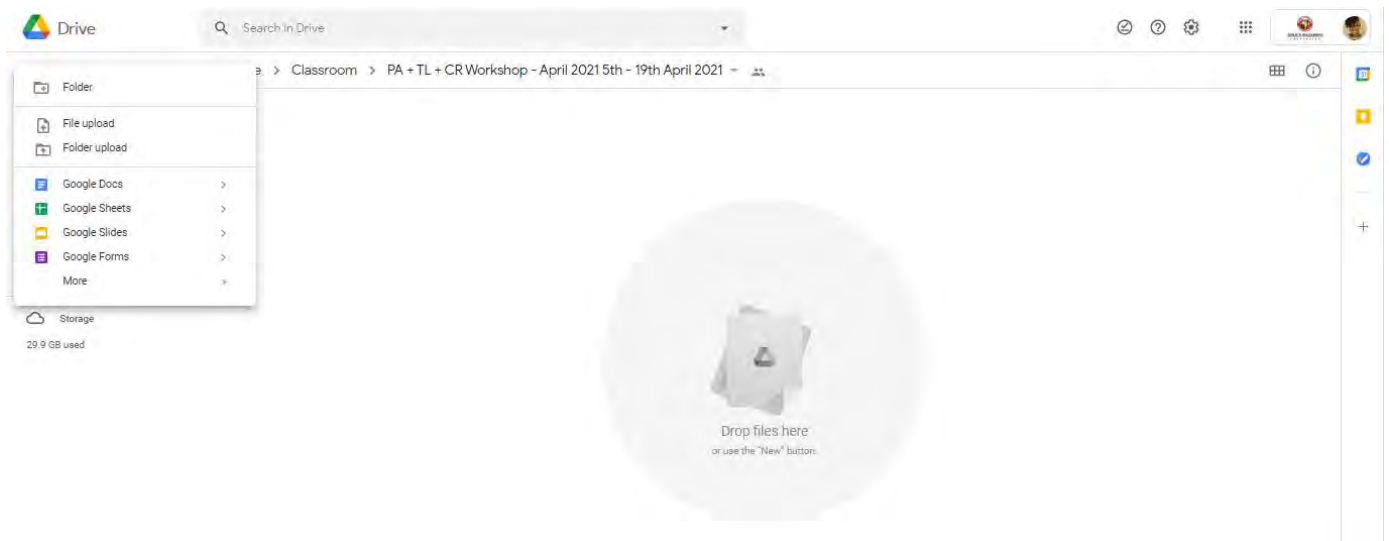 Drive
Search in Drive
Classroom > PA + TL + CR Workshop - April 2021 5th - 19th April 2021
Folder
File upload
Folder upload
Google Docs
Google Sheets
Google Slides
Google Forms
More
Storage
29.9 GB used
Drop files here
or use the "New" button.